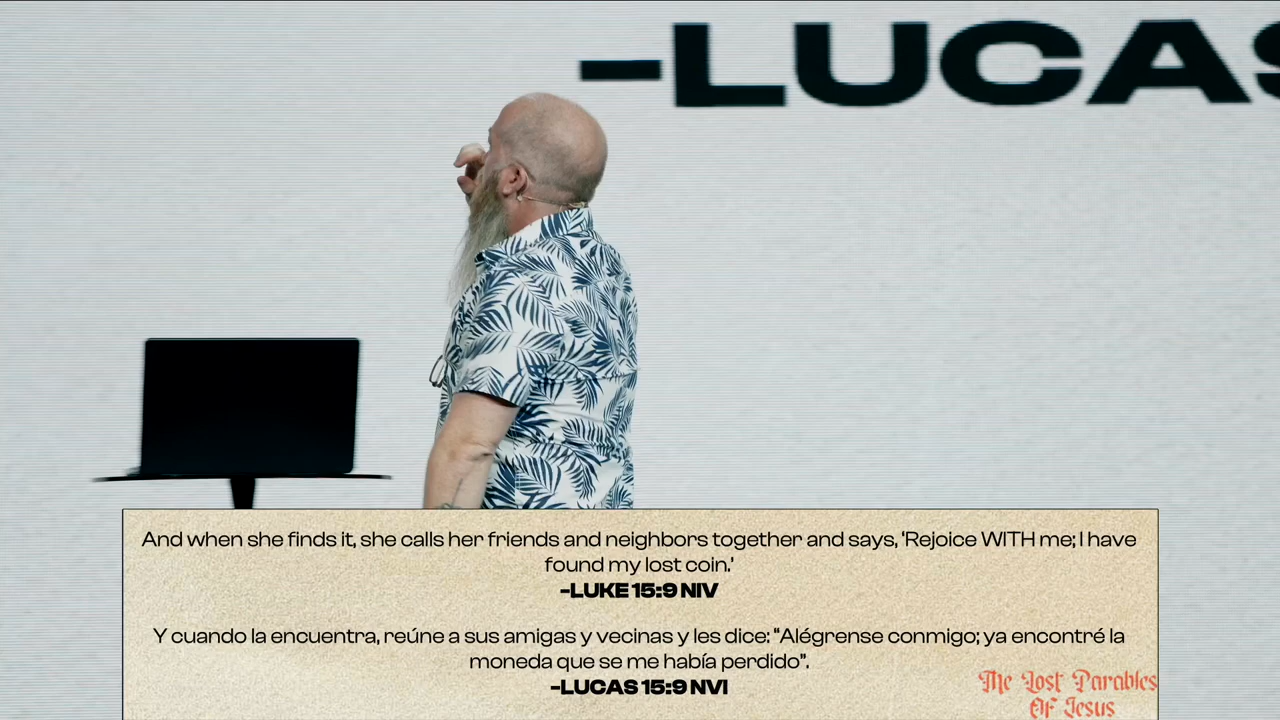 -LUCAS
And when she finds it, she calls her friends and neighbors together and says, ‘Rejoice WITH me; I have
found my lost coin.’
-LUKE 15:9 NIV
Y cuando la encuentra, reúne a sus amigas y vecinas y les dice: “Alégrense conmigo; ya encontré la
moneda que se me había perdido”.
-LUCAS 15:9 NVI
The Lost Parables
Of Jesus